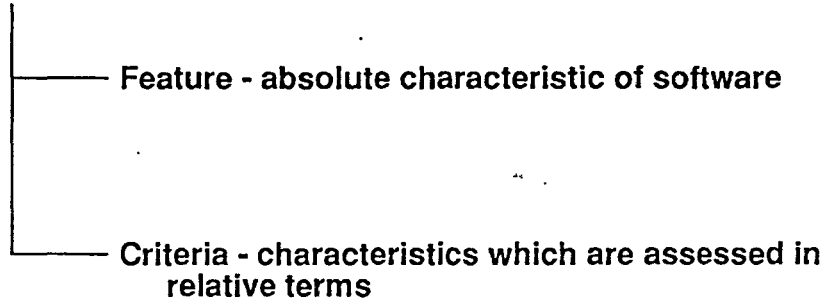 Feature - absolute characteristic of software
Criteria - characteristics which are assessed in
relative terms